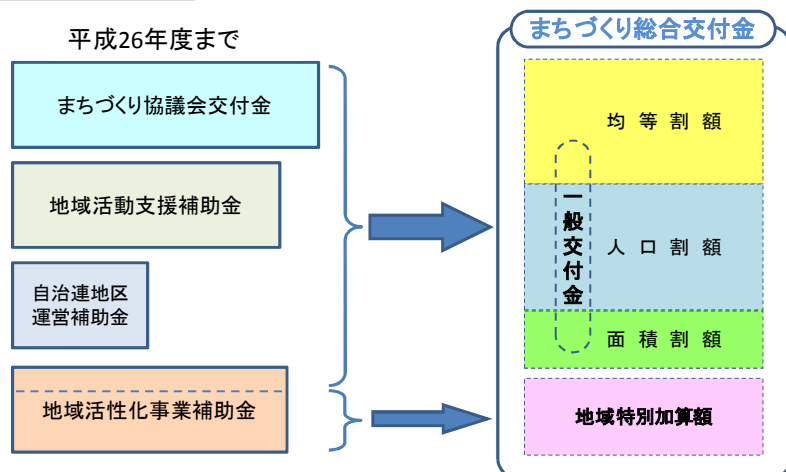 平成26年度まで
まちづくり協議会交付金
地域活動支援補助金
自治連地区
運営補助金
地域活性化事業補助金
まちづくり総合交付金
均等割額
一般交付金
人口割額
面積割額
地域特別加算額